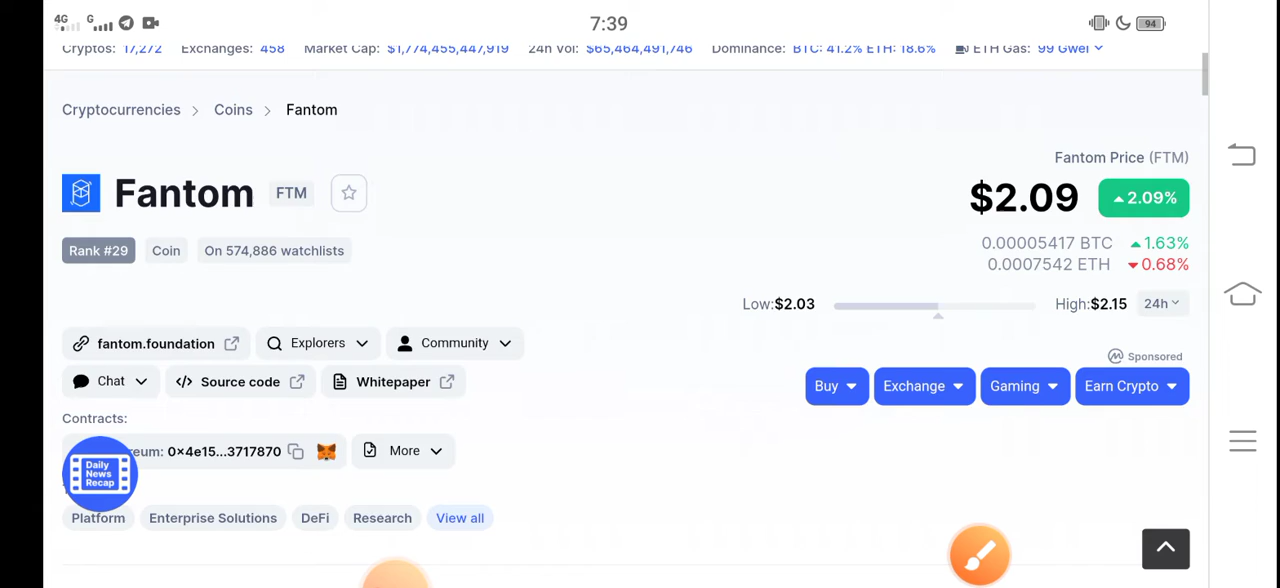 4G G 7:39 94
Cryptos: 17,272 Exchanges: 458 Market Cap: $1,774,455,447,919 24h Vol: $65,464,491,746 Dominance: BTC: 41.2% ETH: 18.6% ETH Gas: 99 Gwei
Cryptocurrencies > Coins > Fantom
Fantom Price (FTM)
Fantom FTM $2.09 2.09%
Rank #29 Coin On 574,886 watchlists 0.00005417 BTC 1.63%
0.0007542 ETH 0.68%
Low:$2.03 High:$2.15 24h
fantom.foundation Explorers Community
Sponsored
Chat Source code Whitepaper Buy Exchange Gaming Earn Crypto
Contracts:
reum: 0x4e15...3717870 More
Daily
News
Recap
Platform Enterprise Solutions DeFi Research View all